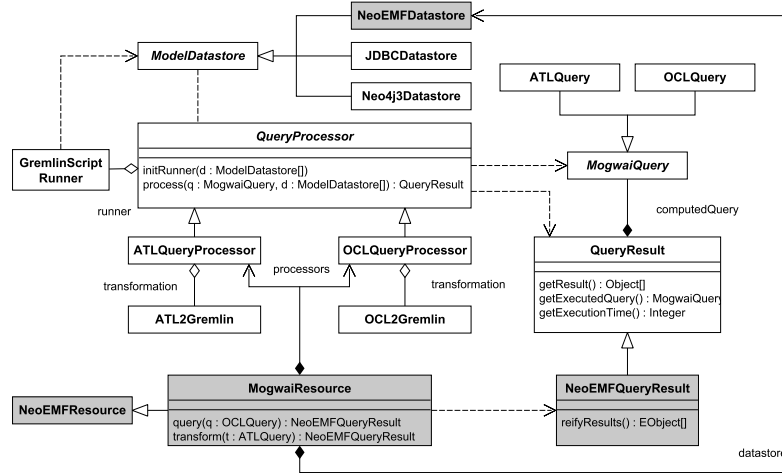 NeoEMFDatastore
ModelDatastore
JDBCDatastore
Neo4j3Datastore
ATLQuery
OCLQuery
QueryProcessor
GremlinScript
Runner
initRunner(d : ModelDatastore[])
process(q : MogwaiQuery, d : ModelDatastore[]) : QueryResult
MogwaiQuery
runner
computedQuery
ATLQueryProcessor
OCLQueryProcessor
QueryResult
processors
transformation
transformation
getResult() : Object[]
getExecutedQuery() : MogwaiQuery
getExecutionTime() : Integer
ATL2Gremlin
OCL2Gremlin
MogwaiResource
NeoEMFQueryResult
NeoEMFResource
query(q : OCLQuery) : NeoEMFQueryResult
transform(t : ATLQuery) : NeoEMFQueryResult
reifyResults() : EObject[]
datastore